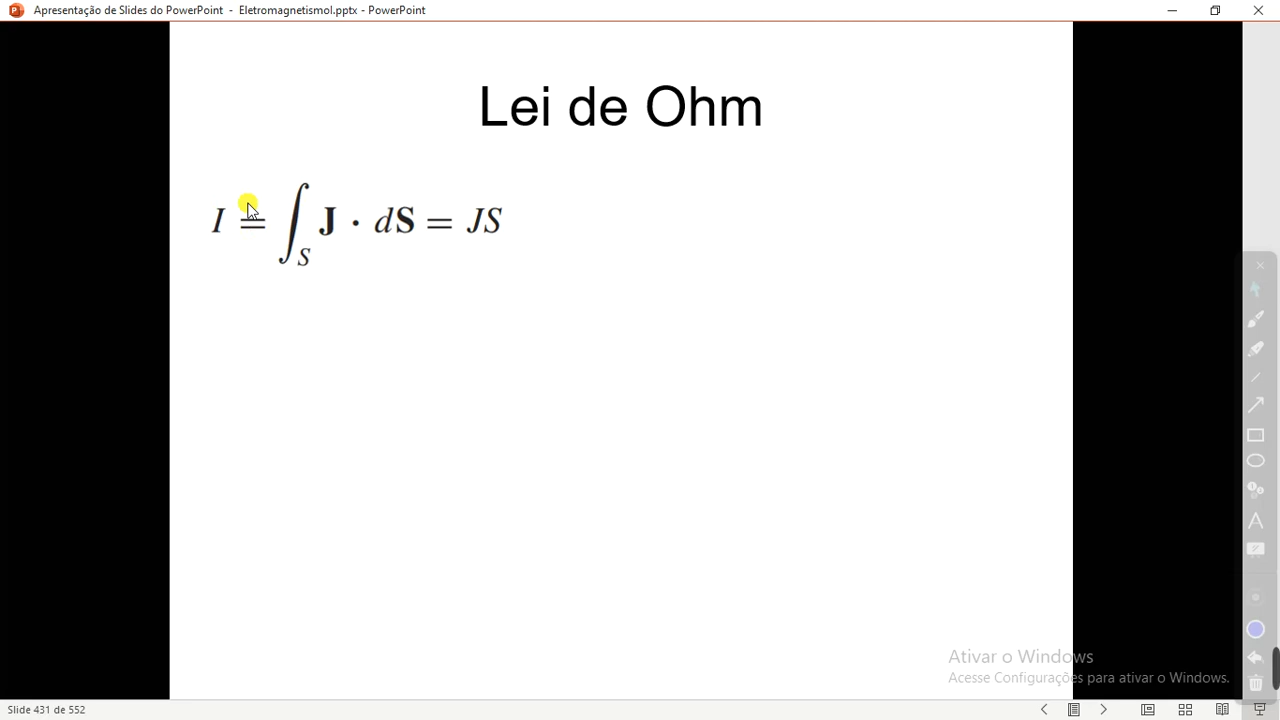 Apresentação de Slides do PowerPoint - Eletromagnetismol.pptx - PowerPoint
Lei de Ohm
I = ∫_S J · dS = JS
Ativar o Windows
Acesse Configurações para ativar o Windows.
Slide 431 de 552